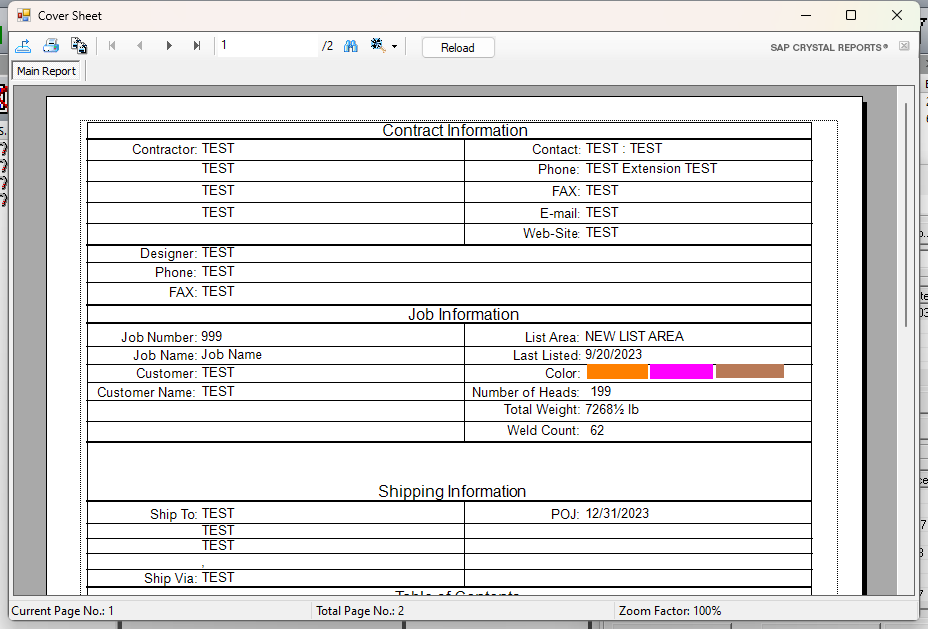 Cover Sheet
1 /2 Reload SAP CRYSTAL REPORTS®
Main Report
Contract Information
Contractor: TEST Contact: TEST : TEST
TEST Phone: TEST Extension TEST
TEST FAX: TEST
TEST E-mail: TEST
Web-Site: TEST
Designer: TEST
Phone: TEST
FAX: TEST
Job Information
Job Number: 999 List Area: NEW LIST AREA
Job Name: Job Name Last Listed: 9/20/2023
Customer: TEST Color:
Customer Name: TEST Number of Heads: 199
Total Weight: 7268½ lb
Weld Count: 62
Shipping Information
Ship To: TEST POJ: 12/31/2023
TEST
TEST
,
Ship Via: TEST
Table of Contents
Current Page No.: 1 Total Page No.: 2 Zoom Factor: 100%